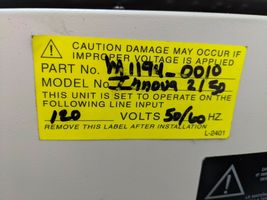 CAUTION DAMAGE MAY OCCUR IF
IMPROPER VOLTAGE IS APPLIED
PART NO. W1194-0010
MODEL NO. Innova 2150
THIS UNIT IS SET TO OPERATE ON THE
FOLLOWING LINE INPUT
120 VOLTS 50/60 HZ.
REMOVE THIS LABEL AFTER INSTALLATION
L-2401